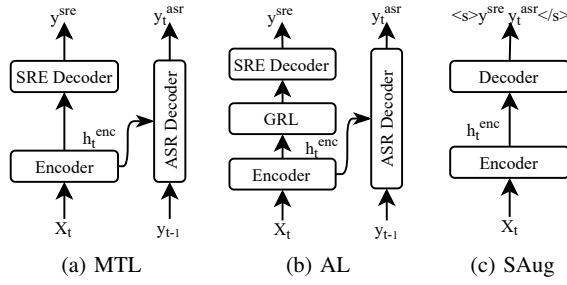 y^sre y_t^asr
SRE Decoder
ASR Decoder
h_t^enc
Encoder
X_t y_t-1
(a) MTL
y^sre y_t^asr
SRE Decoder
GRL
ASR Decoder
h_t^enc
Encoder
X_t y_t-1
(b) AL
<s>y^sre y_t^asr</s>
Decoder
h_t^enc
Encoder
X_t
(c) SAug